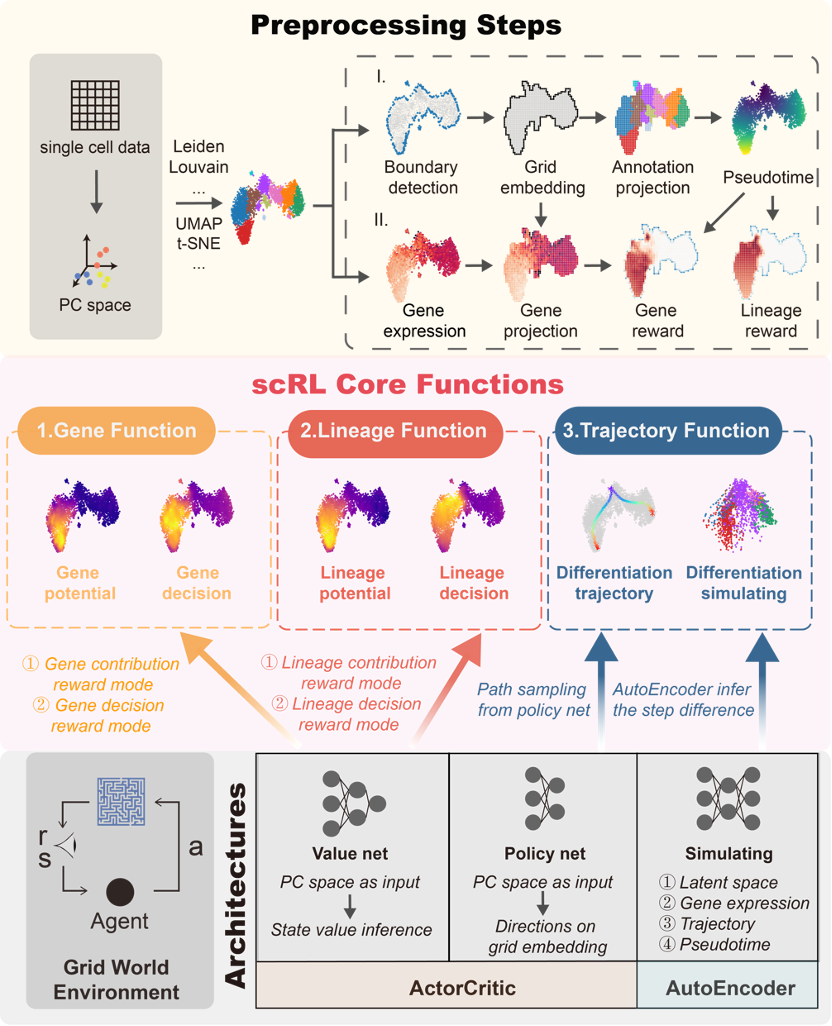 Preprocessing Steps
single cell data
PC space
Leiden
Louvain
...
UMAP
t-SNE
...
I.
Boundary
detection
Grid
embedding
Annotation
projection
Pseudotime
II.
Gene
expression
Gene
projection
Gene
reward
Lineage
reward
scRL Core Functions
1.Gene Function
Gene
potential
Gene
decision
2.Lineage Function
Lineage
potential
Lineage
decision
3.Trajectory Function
Differentiation
trajectory
Differentiation
simulating
① Gene contribution
reward mode
② Gene decision
reward mode
① Lineage contribution
reward mode
② Lineage decision
reward mode
Path sampling
from policy net
AutoEncoder infer
the step difference
r
s
a
Agent
Grid World
Environment
Architectures
Value net
PC space as input
State value inference
Policy net
PC space as input
Directions on
grid embedding
Simulating
① Latent space
② Gene expression
③ Trajectory
④ Pseudotime
ActorCritic
AutoEncoder